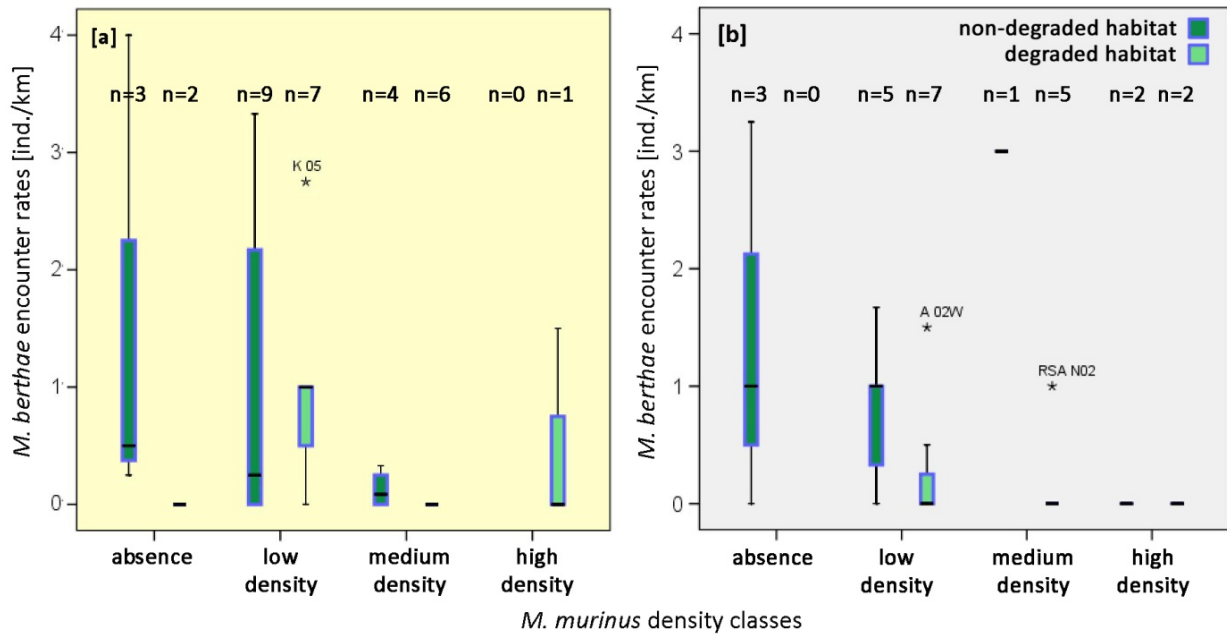 [a]
M. berthae encounter rates [ind./km]
4
3
2
1
0
n=3 n=2 n=9 n=7 n=4 n=6 n=0 n=1
K 05
absence
low
density
medium
density
high
density
[b]
non-degraded habitat
degraded habitat
M. berthae encounter rates [ind./km]
4
3
2
1
0
n=3 n=0 n=5 n=7 n=1 n=5 n=2 n=2
A 02W
RSA N02
absence
low
density
medium
density
high
density
M. murinus density classes